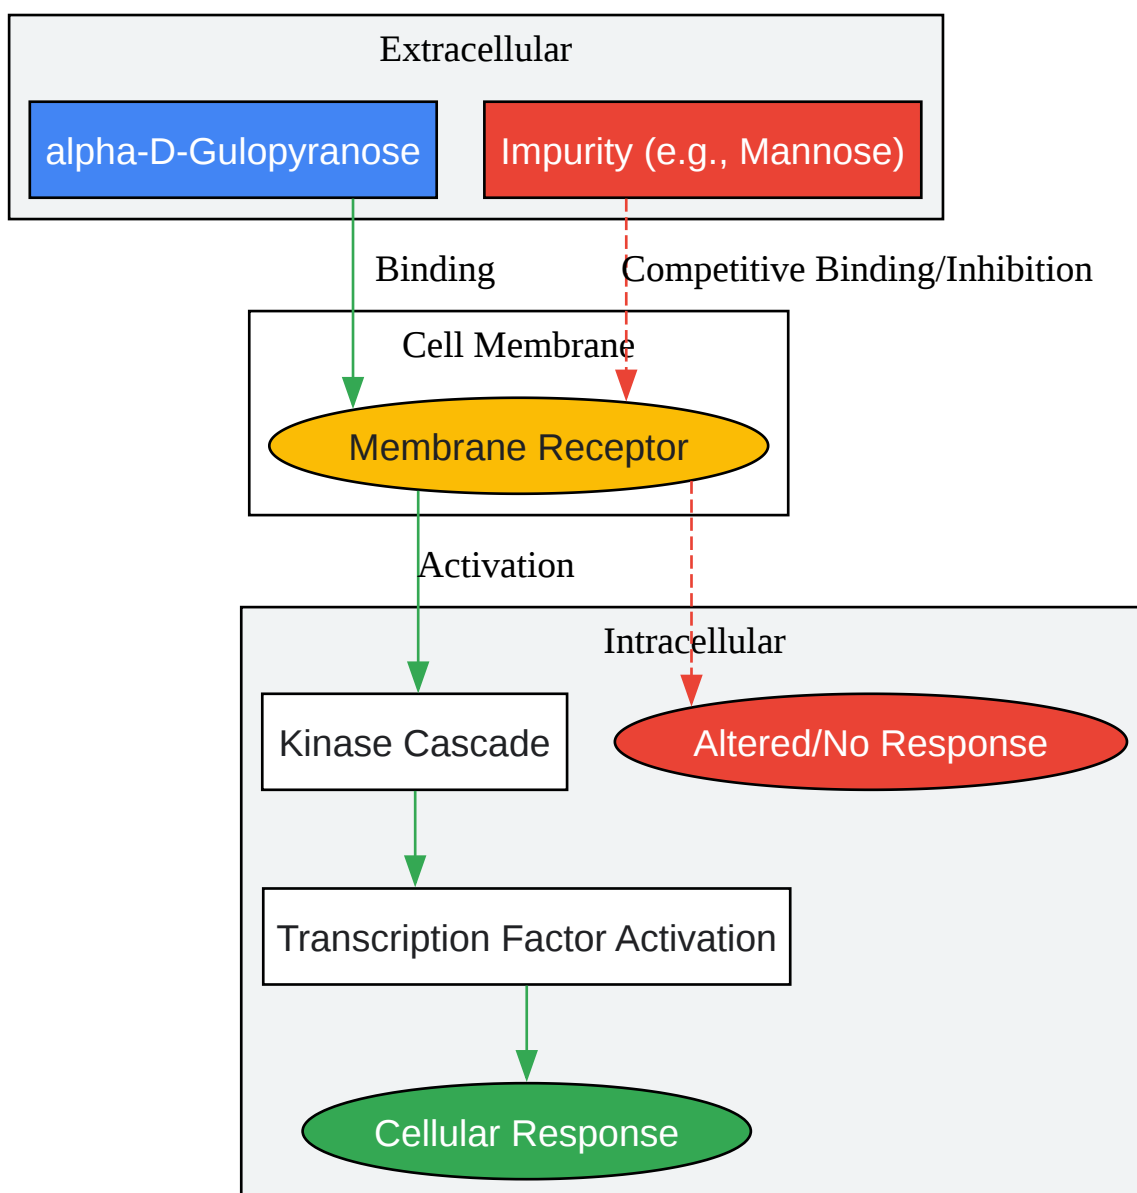 Extracellular
alpha-D-Gulopyranose
Impurity (e.g., Mannose)
Binding
Competitive Binding/Inhibition
Cell Membrane
Membrane Receptor
Activation
Intracellular
Kinase Cascade
Altered/No Response
Transcription Factor Activation
Cellular Response